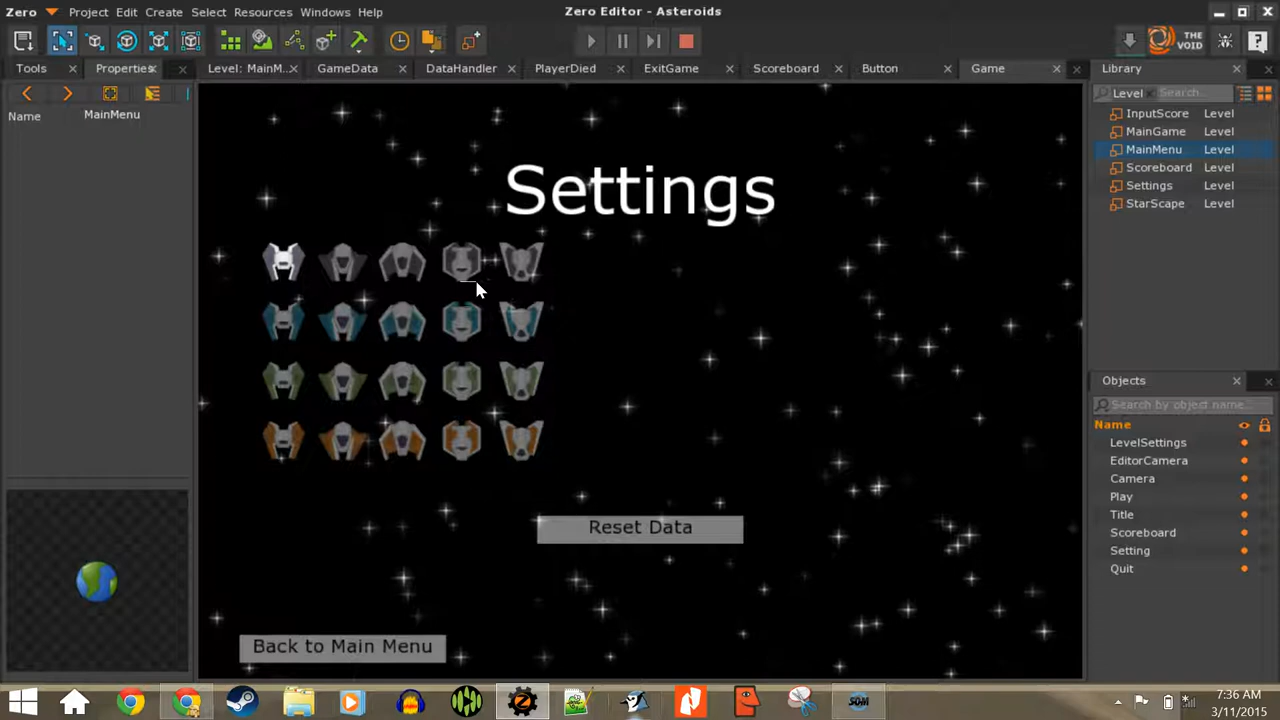 Zero Project Edit Create Select Resources Windows Help Zero Editor - Asteroids
THE VOID
Tools Properties Level: MainM... GameData DataHandler PlayerDied ExitGame Scoreboard Button Game Library
Level Search...
Name MainMenu
InputScore Level
MainGame Level
MainMenu Level
Scoreboard Level
Settings Level
StarScape Level
Settings
Objects
Search by object name...
Name
LevelSettings
EditorCamera
Camera
Play
Title
Scoreboard
Setting
Quit
Reset Data
Back to Main Menu
7:36 AM
3/11/2015